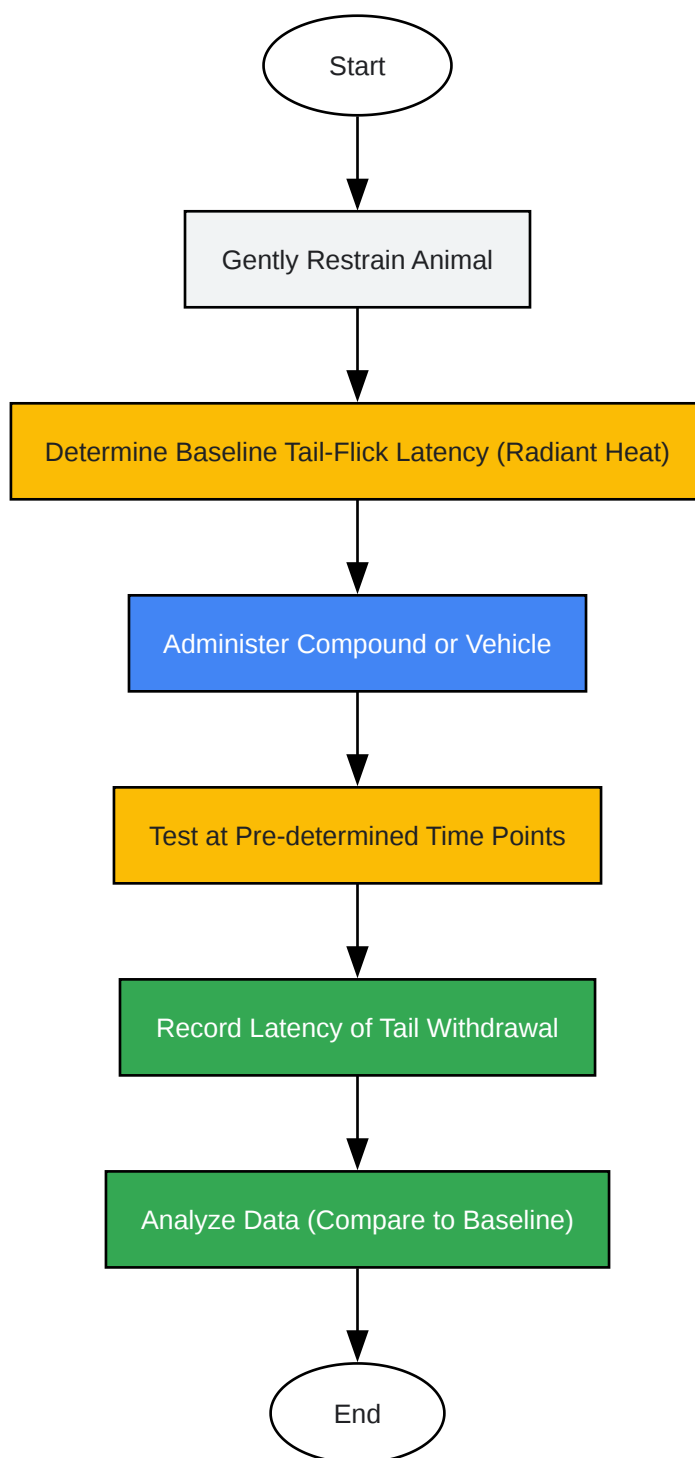 Start
Gently Restrain Animal
Determine Baseline Tail-Flick Latency (Radiant Heat)
Administer Compound or Vehicle
Test at Pre-determined Time Points
Record Latency of Tail Withdrawal
Analyze Data (Compare to Baseline)
End